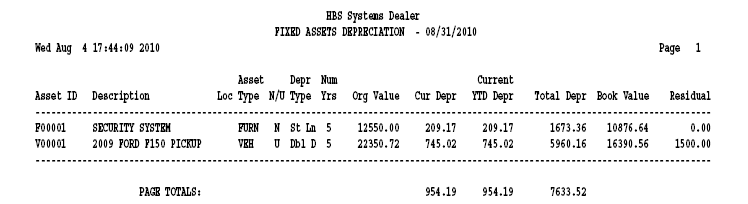 HBS Systems Dealer
FIXED ASSETS DEPRECIATION - 08/31/2010
Wed Aug 4 17:44:09 2010 Page 1
Asset Depr Num Current
Asset ID Description Loc Type N/U Type Yrs Org Value Cur Depr YTD Depr Total Depr Book Value Residual
F00001 SECURITY SYSTEM FURN N St Ln 5 12550.00 209.17 209.17 1673.36 10876.64 0.00
V00001 2009 FORD F150 PICKUP VEH U Dbl D 5 22350.72 745.02 745.02 5960.16 16390.56 1500.00
PAGE TOTALS: 954.19 954.19 7633.52